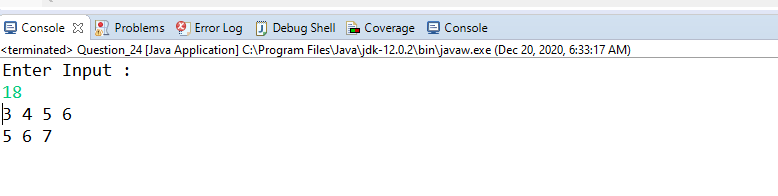 Console Problems Error Log Debug Shell Coverage Console
<terminated> Question_24 [Java Application] C:\Program Files\Java\jdk-12.0.2\bin\javaw.exe (Dec 20, 2020, 6:33:17 AM)
Enter Input :
18
3 4 5 6
5 6 7